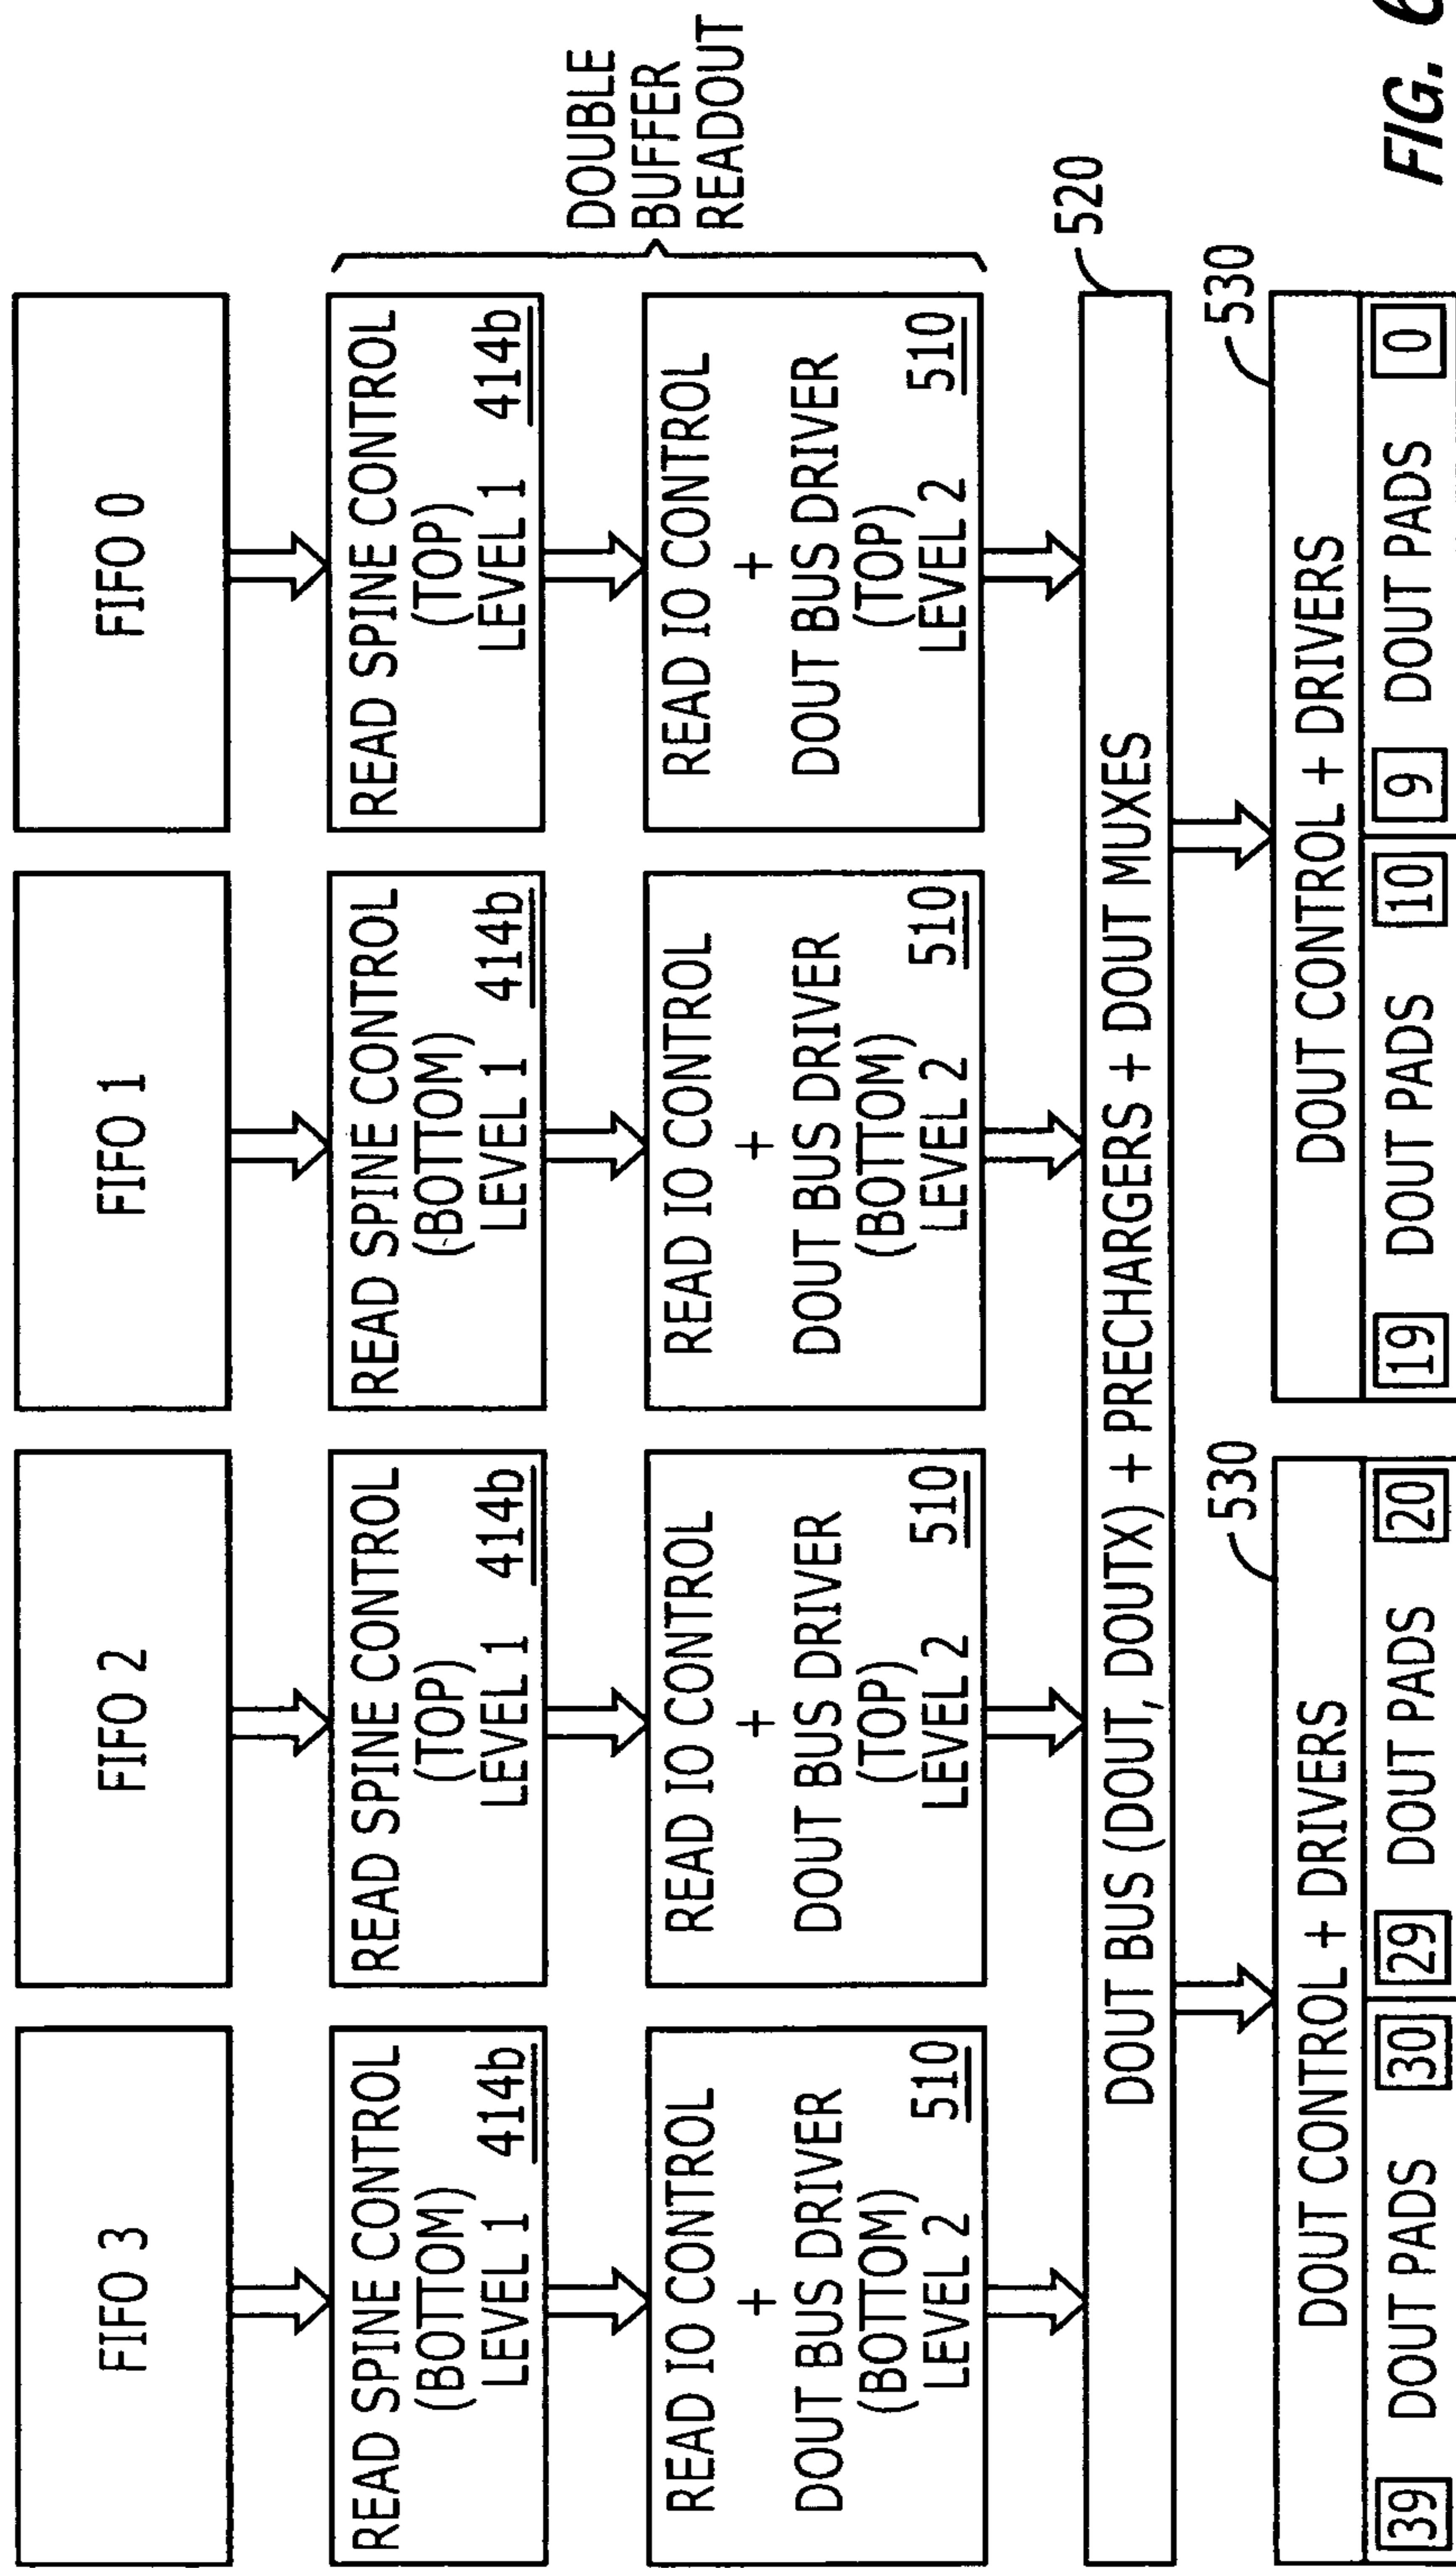 FIFO 3
FIFO 2
FIFO 1
FIFO 0
READ SPINE CONTROL
(BOTTOM)
LEVEL 1 414b
READ SPINE CONTROL
(TOP)
LEVEL 1 414b
READ SPINE CONTROL
(BOTTOM)
LEVEL 1 414b
READ SPINE CONTROL
(TOP)
LEVEL 1 414b
DOUBLE
BUFFER
READOUT
READ IO CONTROL
+
DOUT BUS DRIVER
(BOTTOM)
LEVEL 2 510
READ IO CONTROL
+
DOUT BUS DRIVER
(TOP)
LEVEL 2 510
READ IO CONTROL
+
DOUT BUS DRIVER
(BOTTOM)
LEVEL 2 510
READ IO CONTROL
+
DOUT BUS DRIVER
(TOP)
LEVEL 2 510
DOUT BUS (DOUT, DOUTX) + PRECHARGERS + DOUT MUXES
520
530
DOUT CONTROL + DRIVERS
530
DOUT CONTROL + DRIVERS
39 DOUT PADS 30 29 DOUT PADS 20
19 DOUT PADS 10 9 DOUT PADS 0
FIG. 6